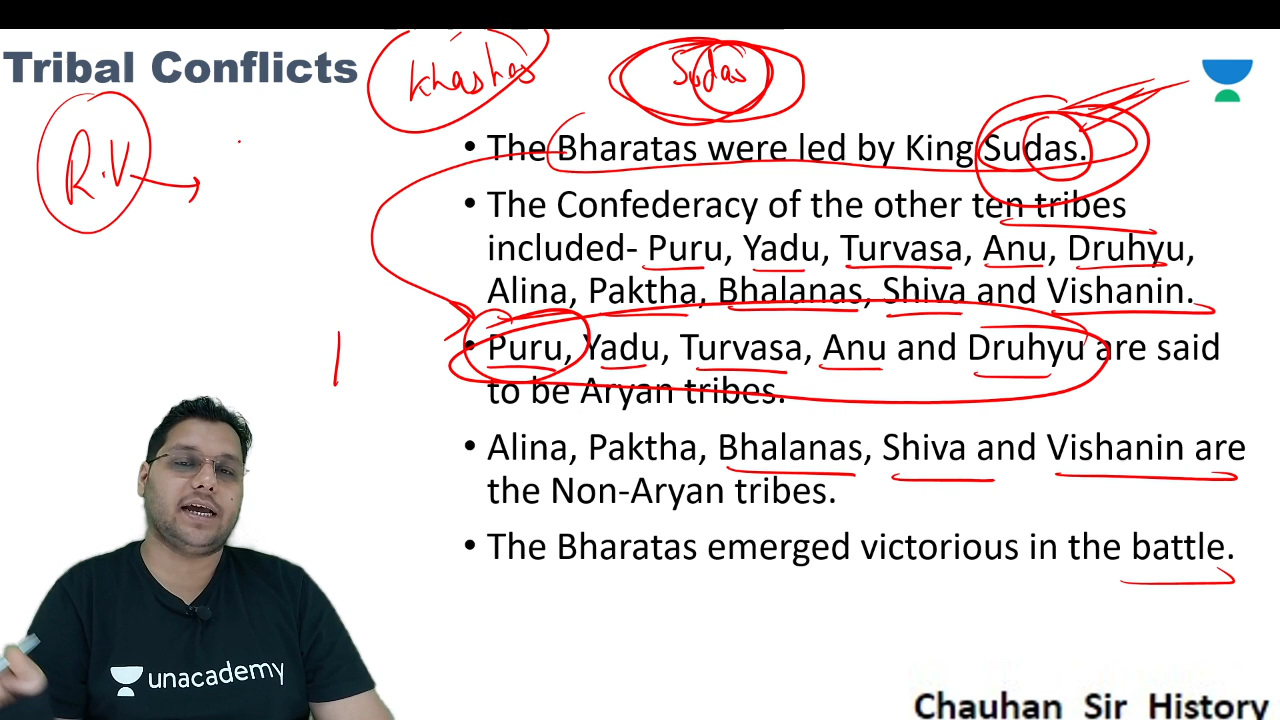 Tribal Conflicts
Khashas
Sudas
R.V
• The Bharatas were led by King Sudas.
• The Confederacy of the other ten tribes
included- Puru, Yadu, Turvasa, Anu, Druhyu,
Alina, Paktha, Bhalanas, Shiva and Vishanin.
• Puru, Yadu, Turvasa, Anu and Druhyu are said
to be Aryan tribes.
• Alina, Paktha, Bhalanas, Shiva and Vishanin are
the Non-Aryan tribes.
• The Bharatas emerged victorious in the battle.
unacademy
Chauhan Sir History